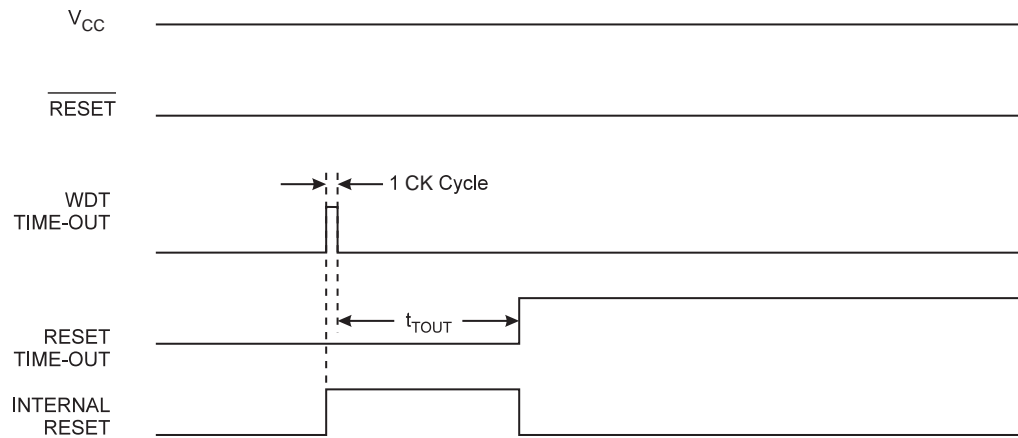 VCC
RESET
1 CK Cycle
WDT
TIME-OUT
tTOUT
RESET
TIME-OUT
INTERNAL
RESET